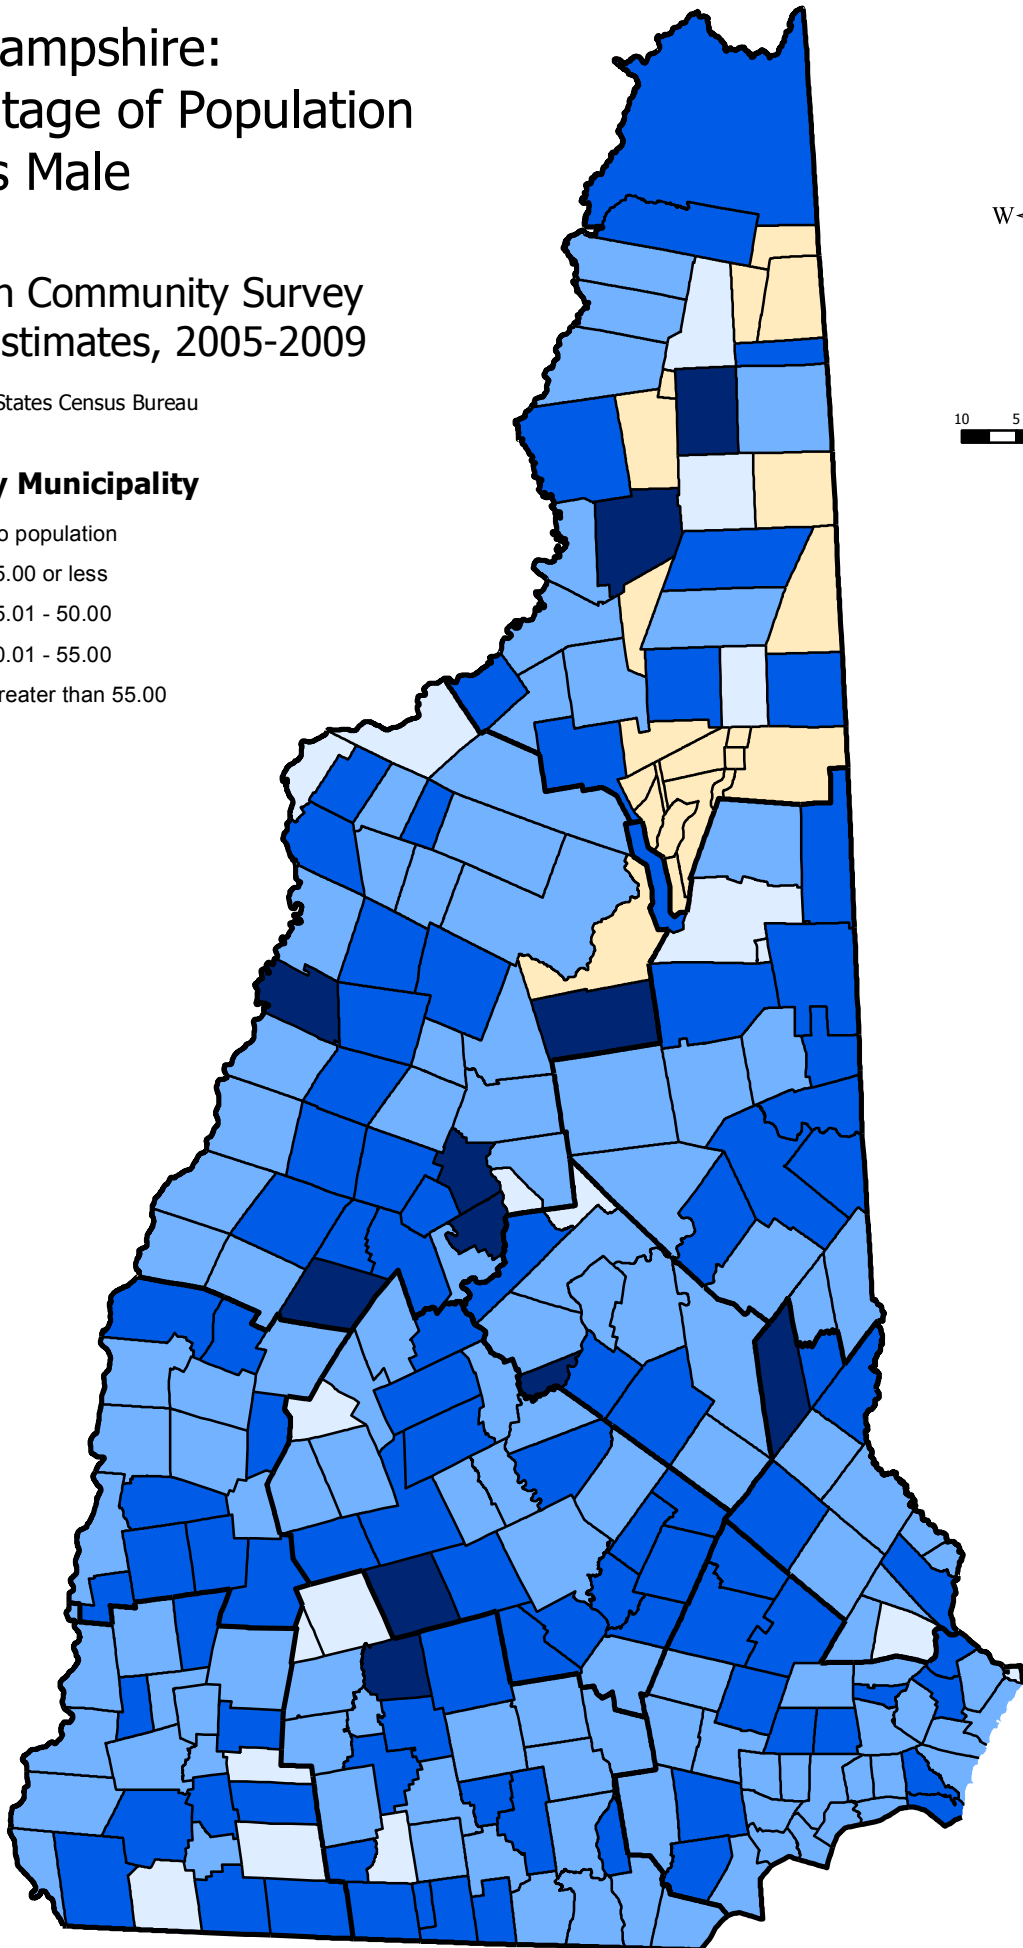 ampshire:
tage of Population
s Male
n Community Survey
stimates, 2005-2009
States Census Bureau
y Municipality
o population
5.00 or less
5.01 - 50.00
0.01 - 55.00
reater than 55.00
W
10 5